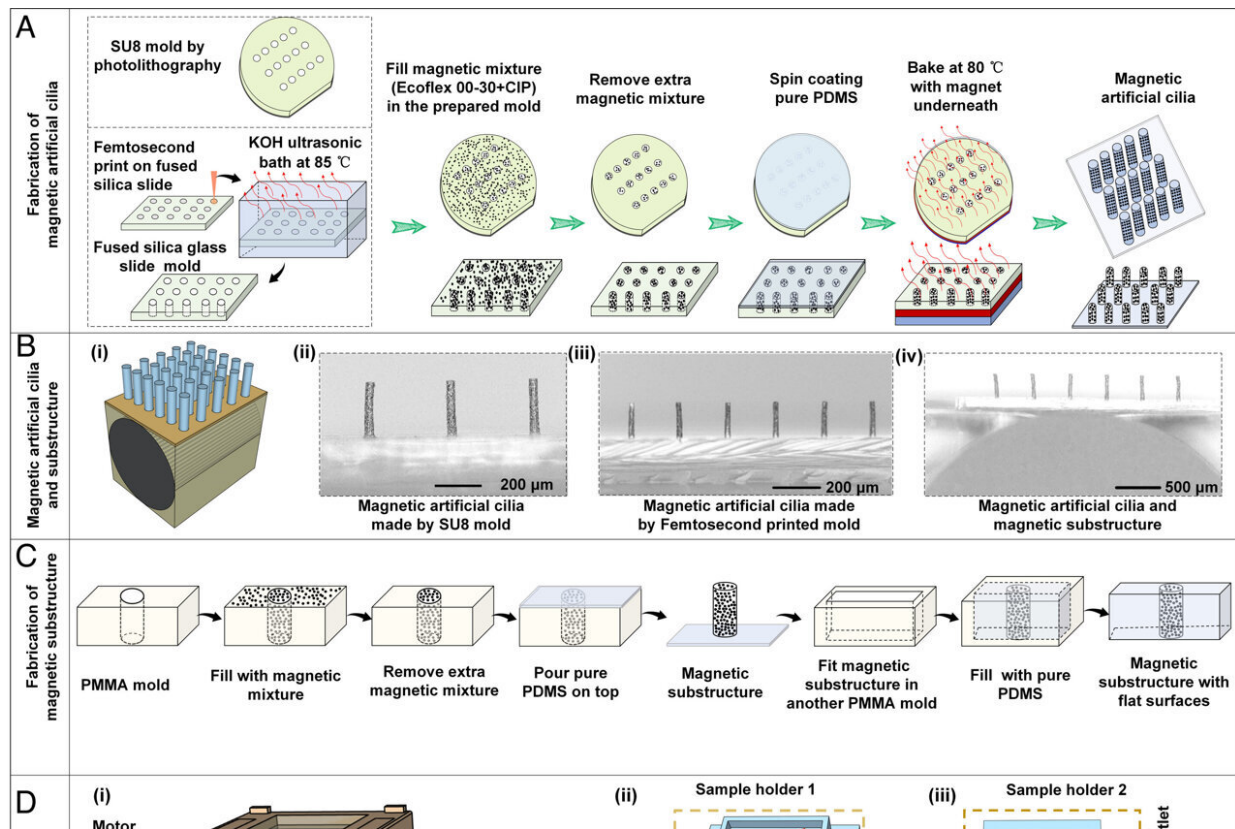 A
Fabrication of
magnetic artificial cilia
SU8 mold by
photolithography
Femtosecond
print on fused
silica slide
KOH ultrasonic
bath at 85 ℃
Fused silica glass
slide mold
Fill magnetic mixture
(Ecoflex 00-30+CIP)
in the prepared mold
Remove extra
magnetic mixture
Spin coating
pure PDMS
Bake at 80 ℃
with magnet
underneath
Magnetic
artificial cilia
B
Magnetic artificial cilia
and substructure
(i)
(ii)
200 μm
Magnetic artificial cilia
made by SU8 mold
(iii)
200 μm
Magnetic artificial cilia made
by Femtosecond printed mold
(iv)
500 μm
Magnetic artificial cilia and
magnetic substructure
C
Fabrication of
magnetic substructure
PMMA mold
Fill with magnetic
mixture
Remove extra
magnetic mixture
Pour pure
PDMS on top
Magnetic
substructure
Fit magnetic
substructure in
another PMMA mold
Fill with pure
PDMS
Magnetic
substructure with
flat surfaces
D
(i)
Motor
(ii)
Sample holder 1
(iii)
Sample holder 2